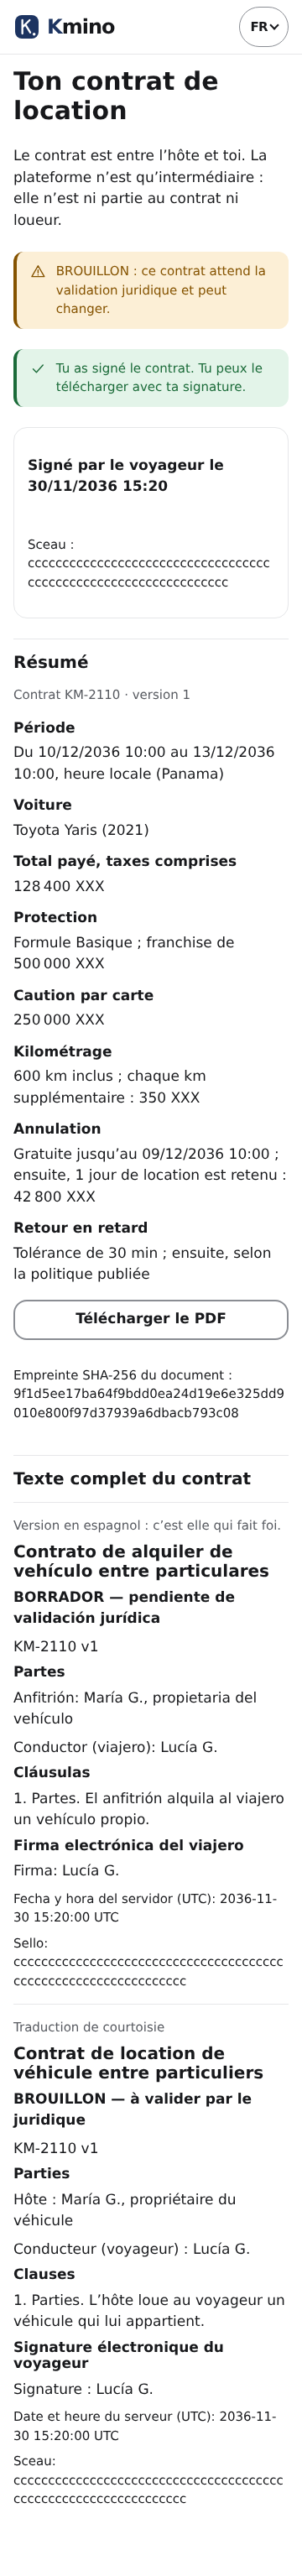 Kmino
FR
Ton contrat de
location
Le contrat est entre l’hôte et toi. La
plateforme n’est qu’intermédiaire :
elle n’est ni partie au contrat ni
loueur.
BROUILLON : ce contrat attend la
validation juridique et peut
changer.
Tu as signé le contrat. Tu peux le
télécharger avec ta signature.
Signé par le voyageur le
30/11/2036 15:20
Sceau :
ccccccccccccccccccccccccccccccccccc
ccccccccccccccccccccccccccccc
Résumé
Contrat KM-2110 · version 1
Période
Du 10/12/2036 10:00 au 13/12/2036
10:00, heure locale (Panama)
Voiture
Toyota Yaris (2021)
Total payé, taxes comprises
128 400 XXX
Protection
Formule Basique ; franchise de
500 000 XXX
Caution par carte
250 000 XXX
Kilométrage
600 km inclus ; chaque km
supplémentaire : 350 XXX
Annulation
Gratuite jusqu’au 09/12/2036 10:00 ;
ensuite, 1 jour de location est retenu :
42 800 XXX
Retour en retard
Tolérance de 30 min ; ensuite, selon
la politique publiée
Télécharger le PDF
Empreinte SHA-256 du document :
9f1d5ee17ba64f9bdd0ea24d19e6e325dd9
010e800f97d37939a6dbacb793c08
Texte complet du contrat
Version en espagnol : c’est elle qui fait foi.
Contrato de alquiler de
vehículo entre particulares
BORRADOR — pendiente de
validación jurídica
KM-2110 v1
Partes
Anfitrión: María G., propietaria del
vehículo
Conductor (viajero): Lucía G.
Cláusulas
1. Partes. El anfitrión alquila al viajero
un vehículo propio.
Firma electrónica del viajero
Firma: Lucía G.
Fecha y hora del servidor (UTC): 2036-11-
30 15:20:00 UTC
Sello:
ccccccccccccccccccccccccccccccccccccccc
ccccccccccccccccccccccccc
Traduction de courtoisie
Contrat de location de
véhicule entre particuliers
BROUILLON — à valider par le
juridique
KM-2110 v1
Parties
Hôte : María G., propriétaire du
véhicule
Conducteur (voyageur) : Lucía G.
Clauses
1. Parties. L’hôte loue au voyageur un
véhicule qui lui appartient.
Signature électronique du
voyageur
Signature : Lucía G.
Date et heure du serveur (UTC): 2036-11-
30 15:20:00 UTC
Sceau:
ccccccccccccccccccccccccccccccccccccccc
ccccccccccccccccccccccccc